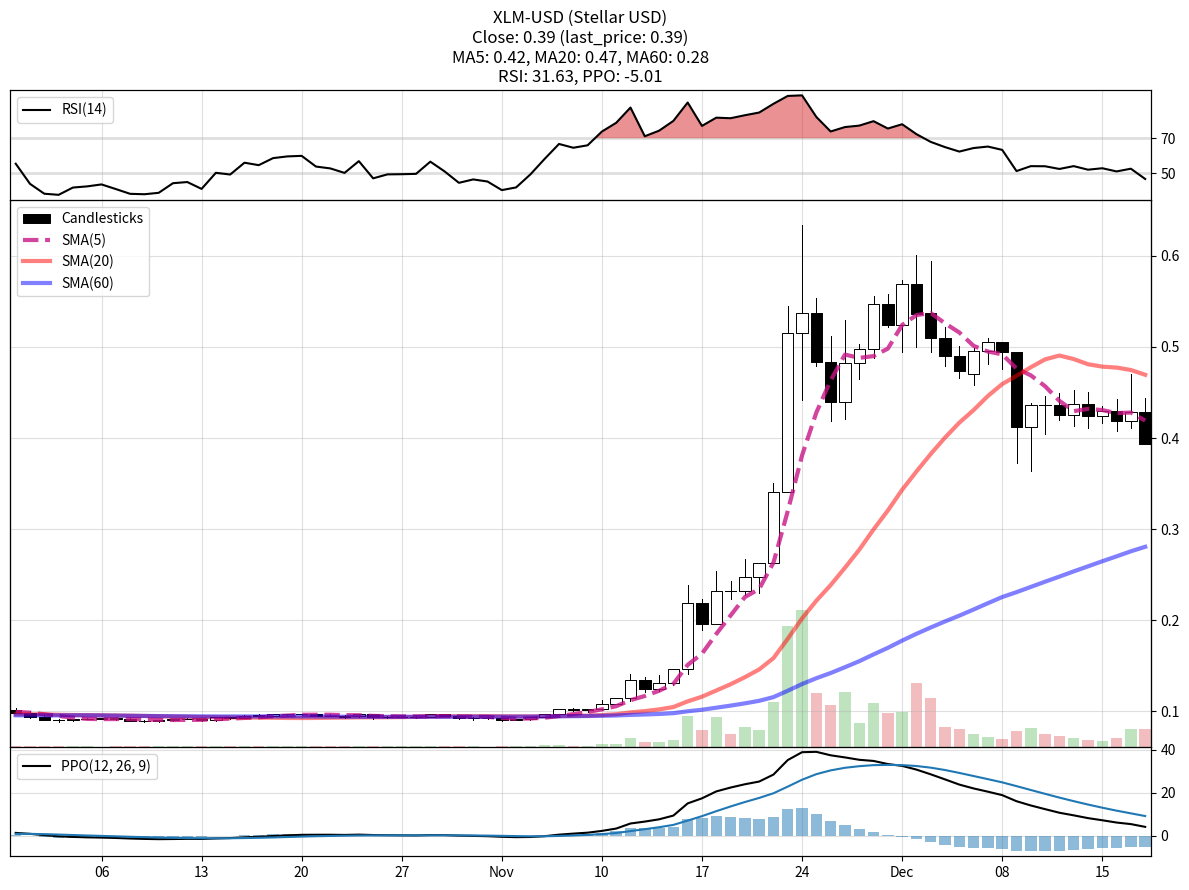 XLM-USD (Stellar USD)
Close: 0.39 (last_price: 0.39)
MA5: 0.42, MA20: 0.47, MA60: 0.28
RSI: 31.63, PPO: -5.01
RSI(14)
70
50
Candlesticks
SMA(5)
SMA(20)
SMA(60)
0.6
0.5
0.4
0.3
0.2
0.1
PPO(12, 26, 9)
40
20
0
06 13 20 27 Nov 10 17 24 Dec 08 15